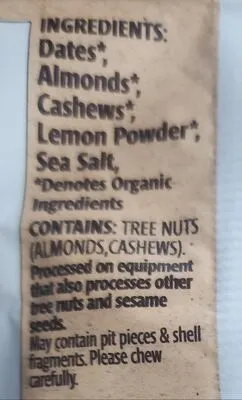 INGREDIENTS:
Dates*,
Almonds*,
Cashews*,
Lemon Powder*,
Sea Salt,
*Denotes Organic
Ingredients
CONTAINS: TREE NUTS
(ALMONDS,CASHEWS).
Processed on equipment
that also processes other
tree nuts and sesame
seeds.
May contain pit pieces & shell
fragments. Please chew
carefully.